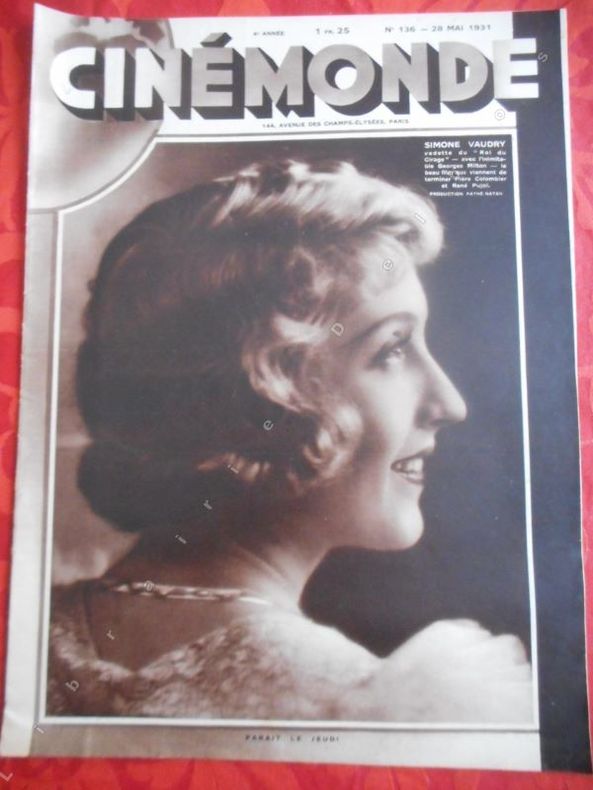 4e ANNÉE 1 FR. 25 N° 136 — 28 MAI 1931
CINÉMONDE
144, AVENUE DES CHAMPS-ÉLYSÉES, PARIS
SIMONE VAUDRY
vedette du "Roi du
Cirage" — avec l'inimita-
ble Georges Milton — le
beau film que viennent de
terminer Pière Colombier
et René Pujol.
PRODUCTION PATHÉ-NATAN
PARAIT LE JEUDI